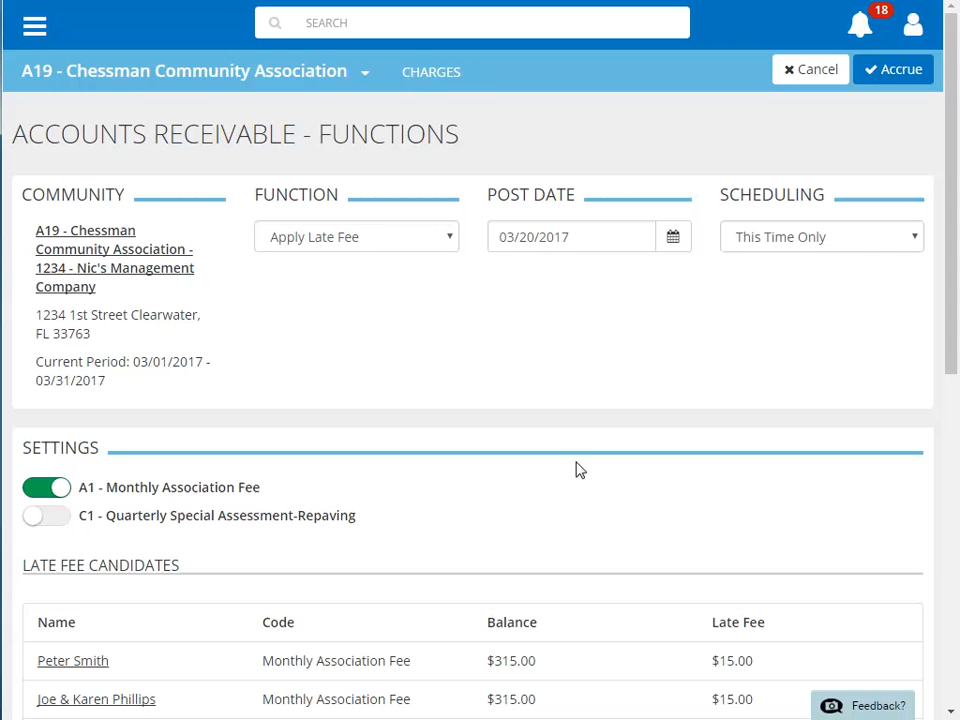 SEARCH
18
A19 - Chessman Community Association
CHARGES
Cancel
Accrue
ACCOUNTS RECEIVABLE - FUNCTIONS
COMMUNITY
A19 - Chessman
Community Association -
1234 - Nic's Management
Company
1234 1st Street Clearwater,
FL 33763
Current Period: 03/01/2017 -
03/31/2017
FUNCTION
Apply Late Fee
POST DATE
03/20/2017
SCHEDULING
This Time Only
SETTINGS
A1 - Monthly Association Fee
C1 - Quarterly Special Assessment-Repaving
LATE FEE CANDIDATES
Name Code Balance Late Fee
Peter Smith Monthly Association Fee $315.00 $15.00
Joe & Karen Phillips Monthly Association Fee $315.00 $15.00
Feedback?